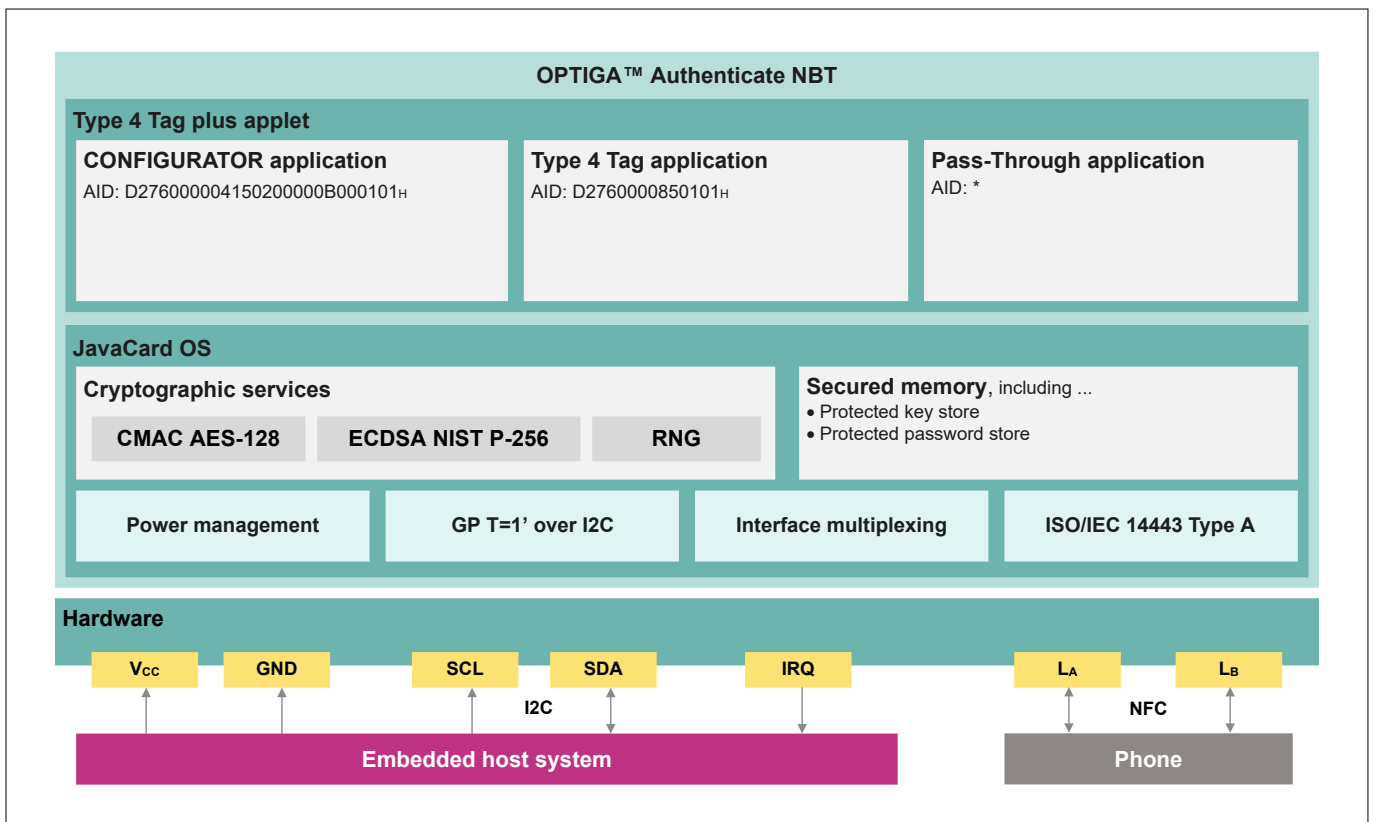 OPTIGA™ Authenticate NBT
Type 4 Tag plus applet
CONFIGURATOR application
AID: D276000004150200000B000101H
Type 4 Tag application
AID: D2760000850101H
Pass-Through application
AID: *
JavaCard OS
Cryptographic services
CMAC AES-128
ECDSA NIST P-256
RNG
Secured memory, including ...
• Protected key store
• Protected password store
Power management
GP T=1’ over I2C
Interface multiplexing
ISO/IEC 14443 Type A
Hardware
VCC
GND
SCL
SDA
IRQ
LA
LB
I2C
NFC
Embedded host system
Phone